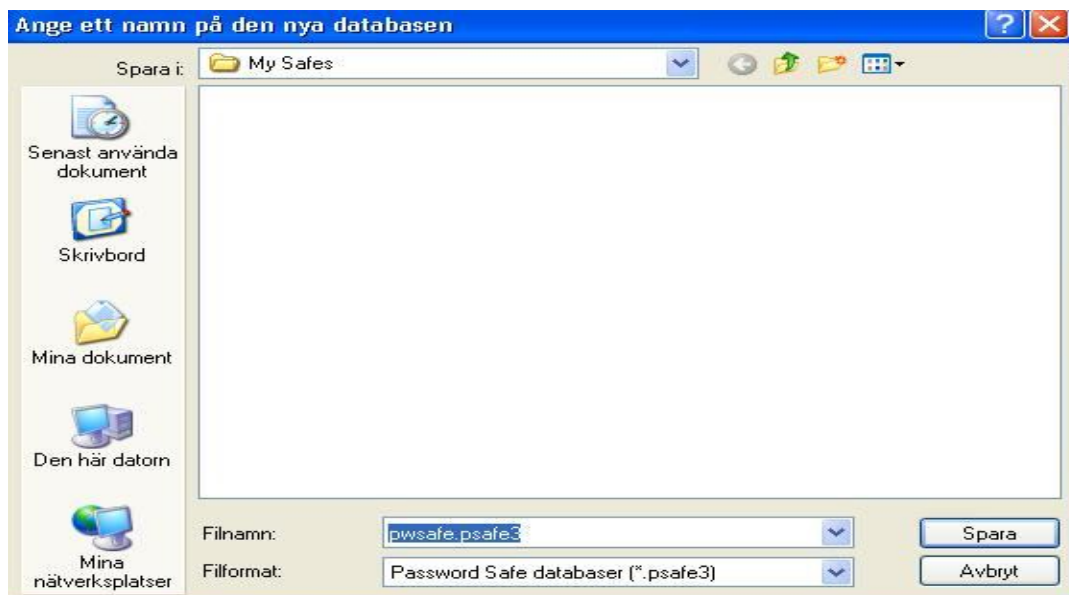 Ange ett namn på den nya databasen
Spara i:
My Safes
Senast använda
dokument
Skrivbord
Mina dokument
Den här datorn
Mina
nätverksplatser
Filnamn:
pwsafe.psafe3
Spara
Filformat:
Password Safe databaser (*.psafe3)
Avbryt